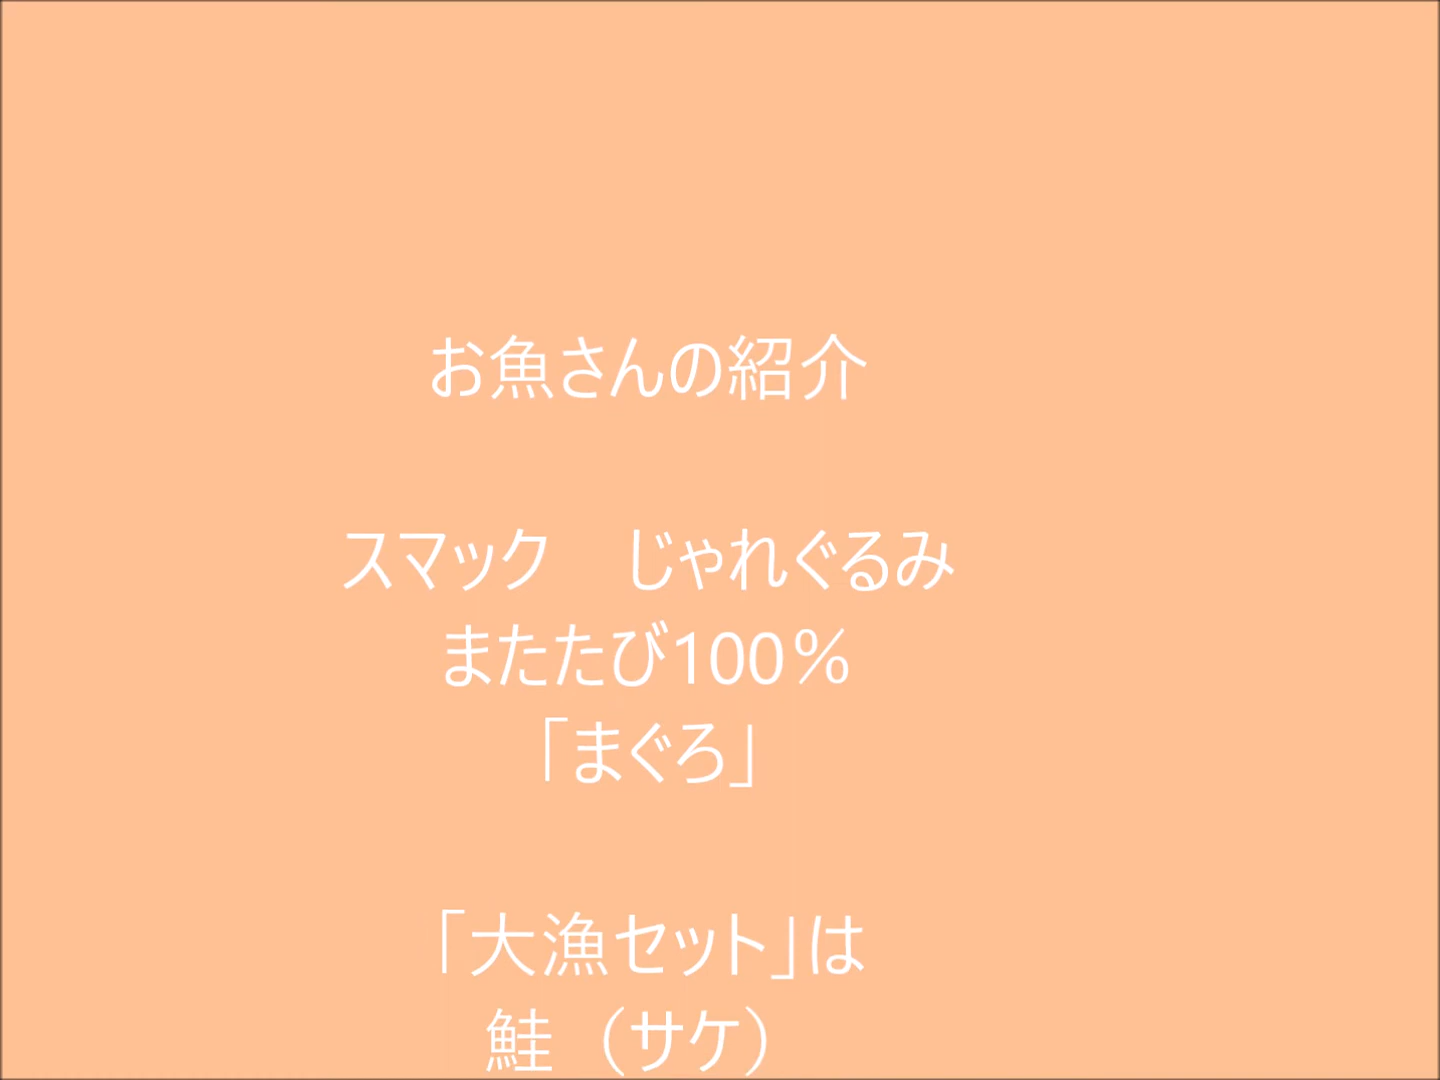 お魚さんの紹介
スマック　じゃれぐるみ
またたび100％
「まぐろ」
「大漁セット」は
鮭　（サケ）